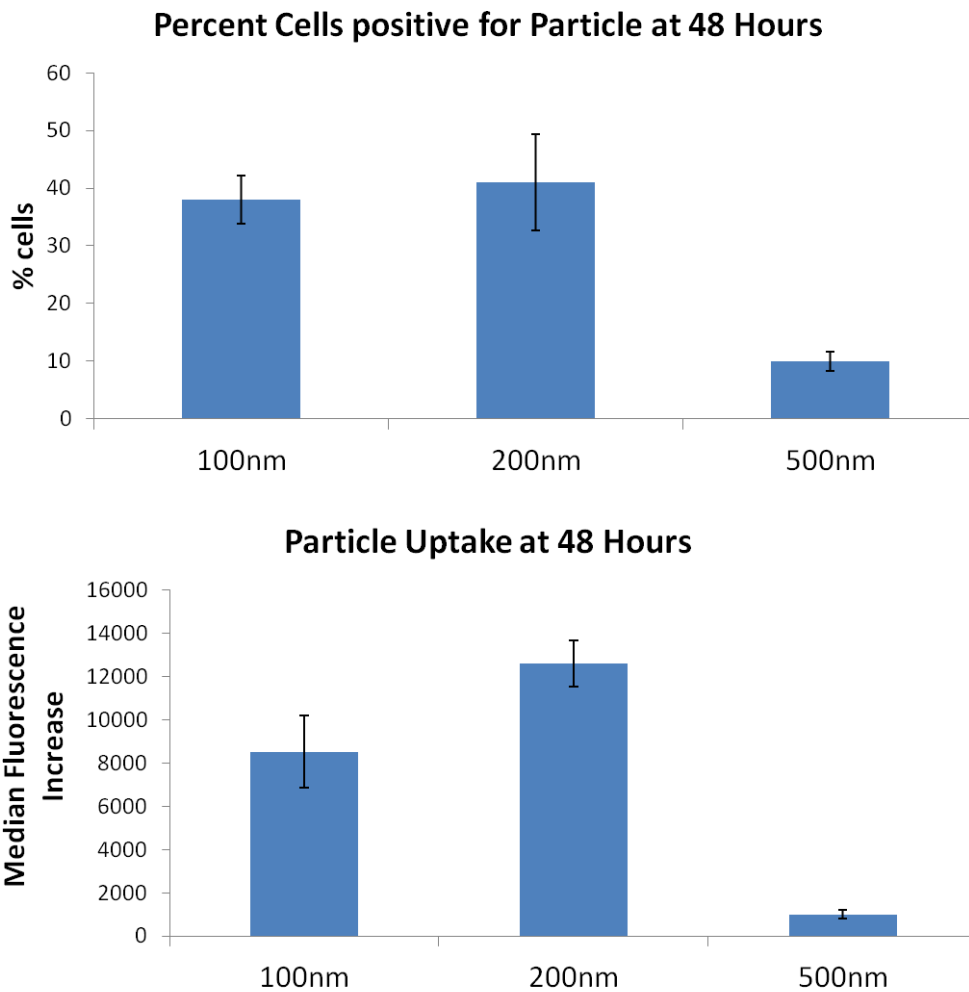 Percent Cells positive for Particle at 48 Hours
60
50
40
30
20
10
0
% cells
100nm 200nm 500nm
Particle Uptake at 48 Hours
16000
14000
12000
10000
8000
6000
4000
2000
0
Median Fluorescence
Increase
100nm 200nm 500nm